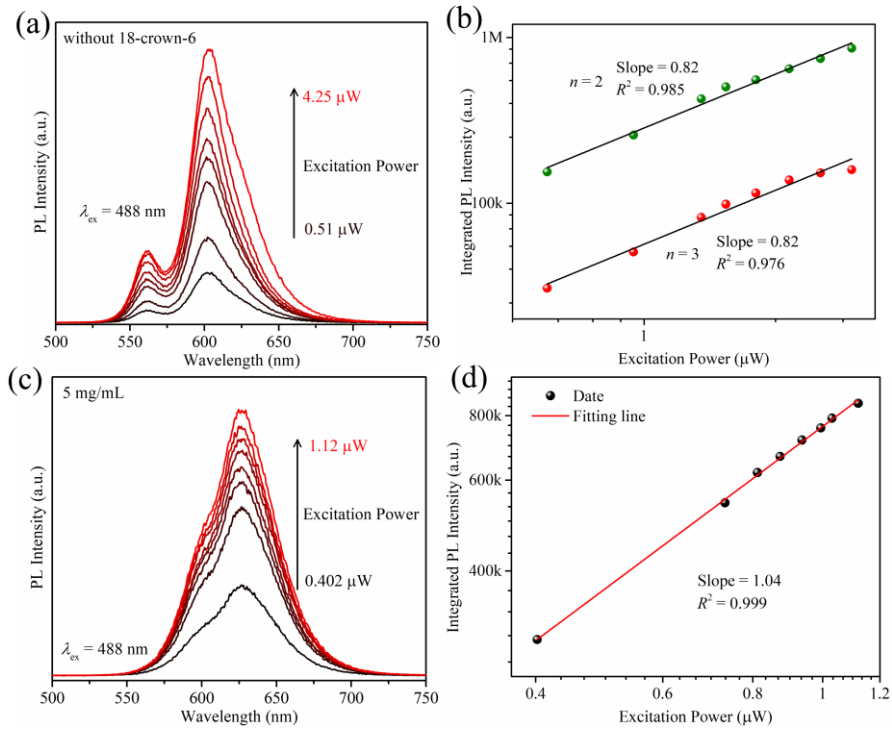 (a)
without 18-crown-6
4.25 µW
Excitation Power
0.51 µW
λex = 488 nm
PL Intensity (a.u.)
500 550 600 650 700 750
Wavelength (nm)
(b)
1M
100k
Integrated PL Intensity (a.u.)
n = 2
Slope = 0.82
R² = 0.985
n = 3
Slope = 0.82
R² = 0.976
1
Excitation Power (µW)
(c)
5 mg/mL
1.12 µW
Excitation Power
0.402 µW
λex = 488 nm
PL Intensity (a.u.)
500 550 600 650 700 750
Wavelength (nm)
(d)
Date
Fitting line
800k
600k
400k
Integrated PL Intensity (a.u.)
Slope = 1.04
R² = 0.999
0.4 0.6 0.8 1 1.2
Excitation Power (µW)